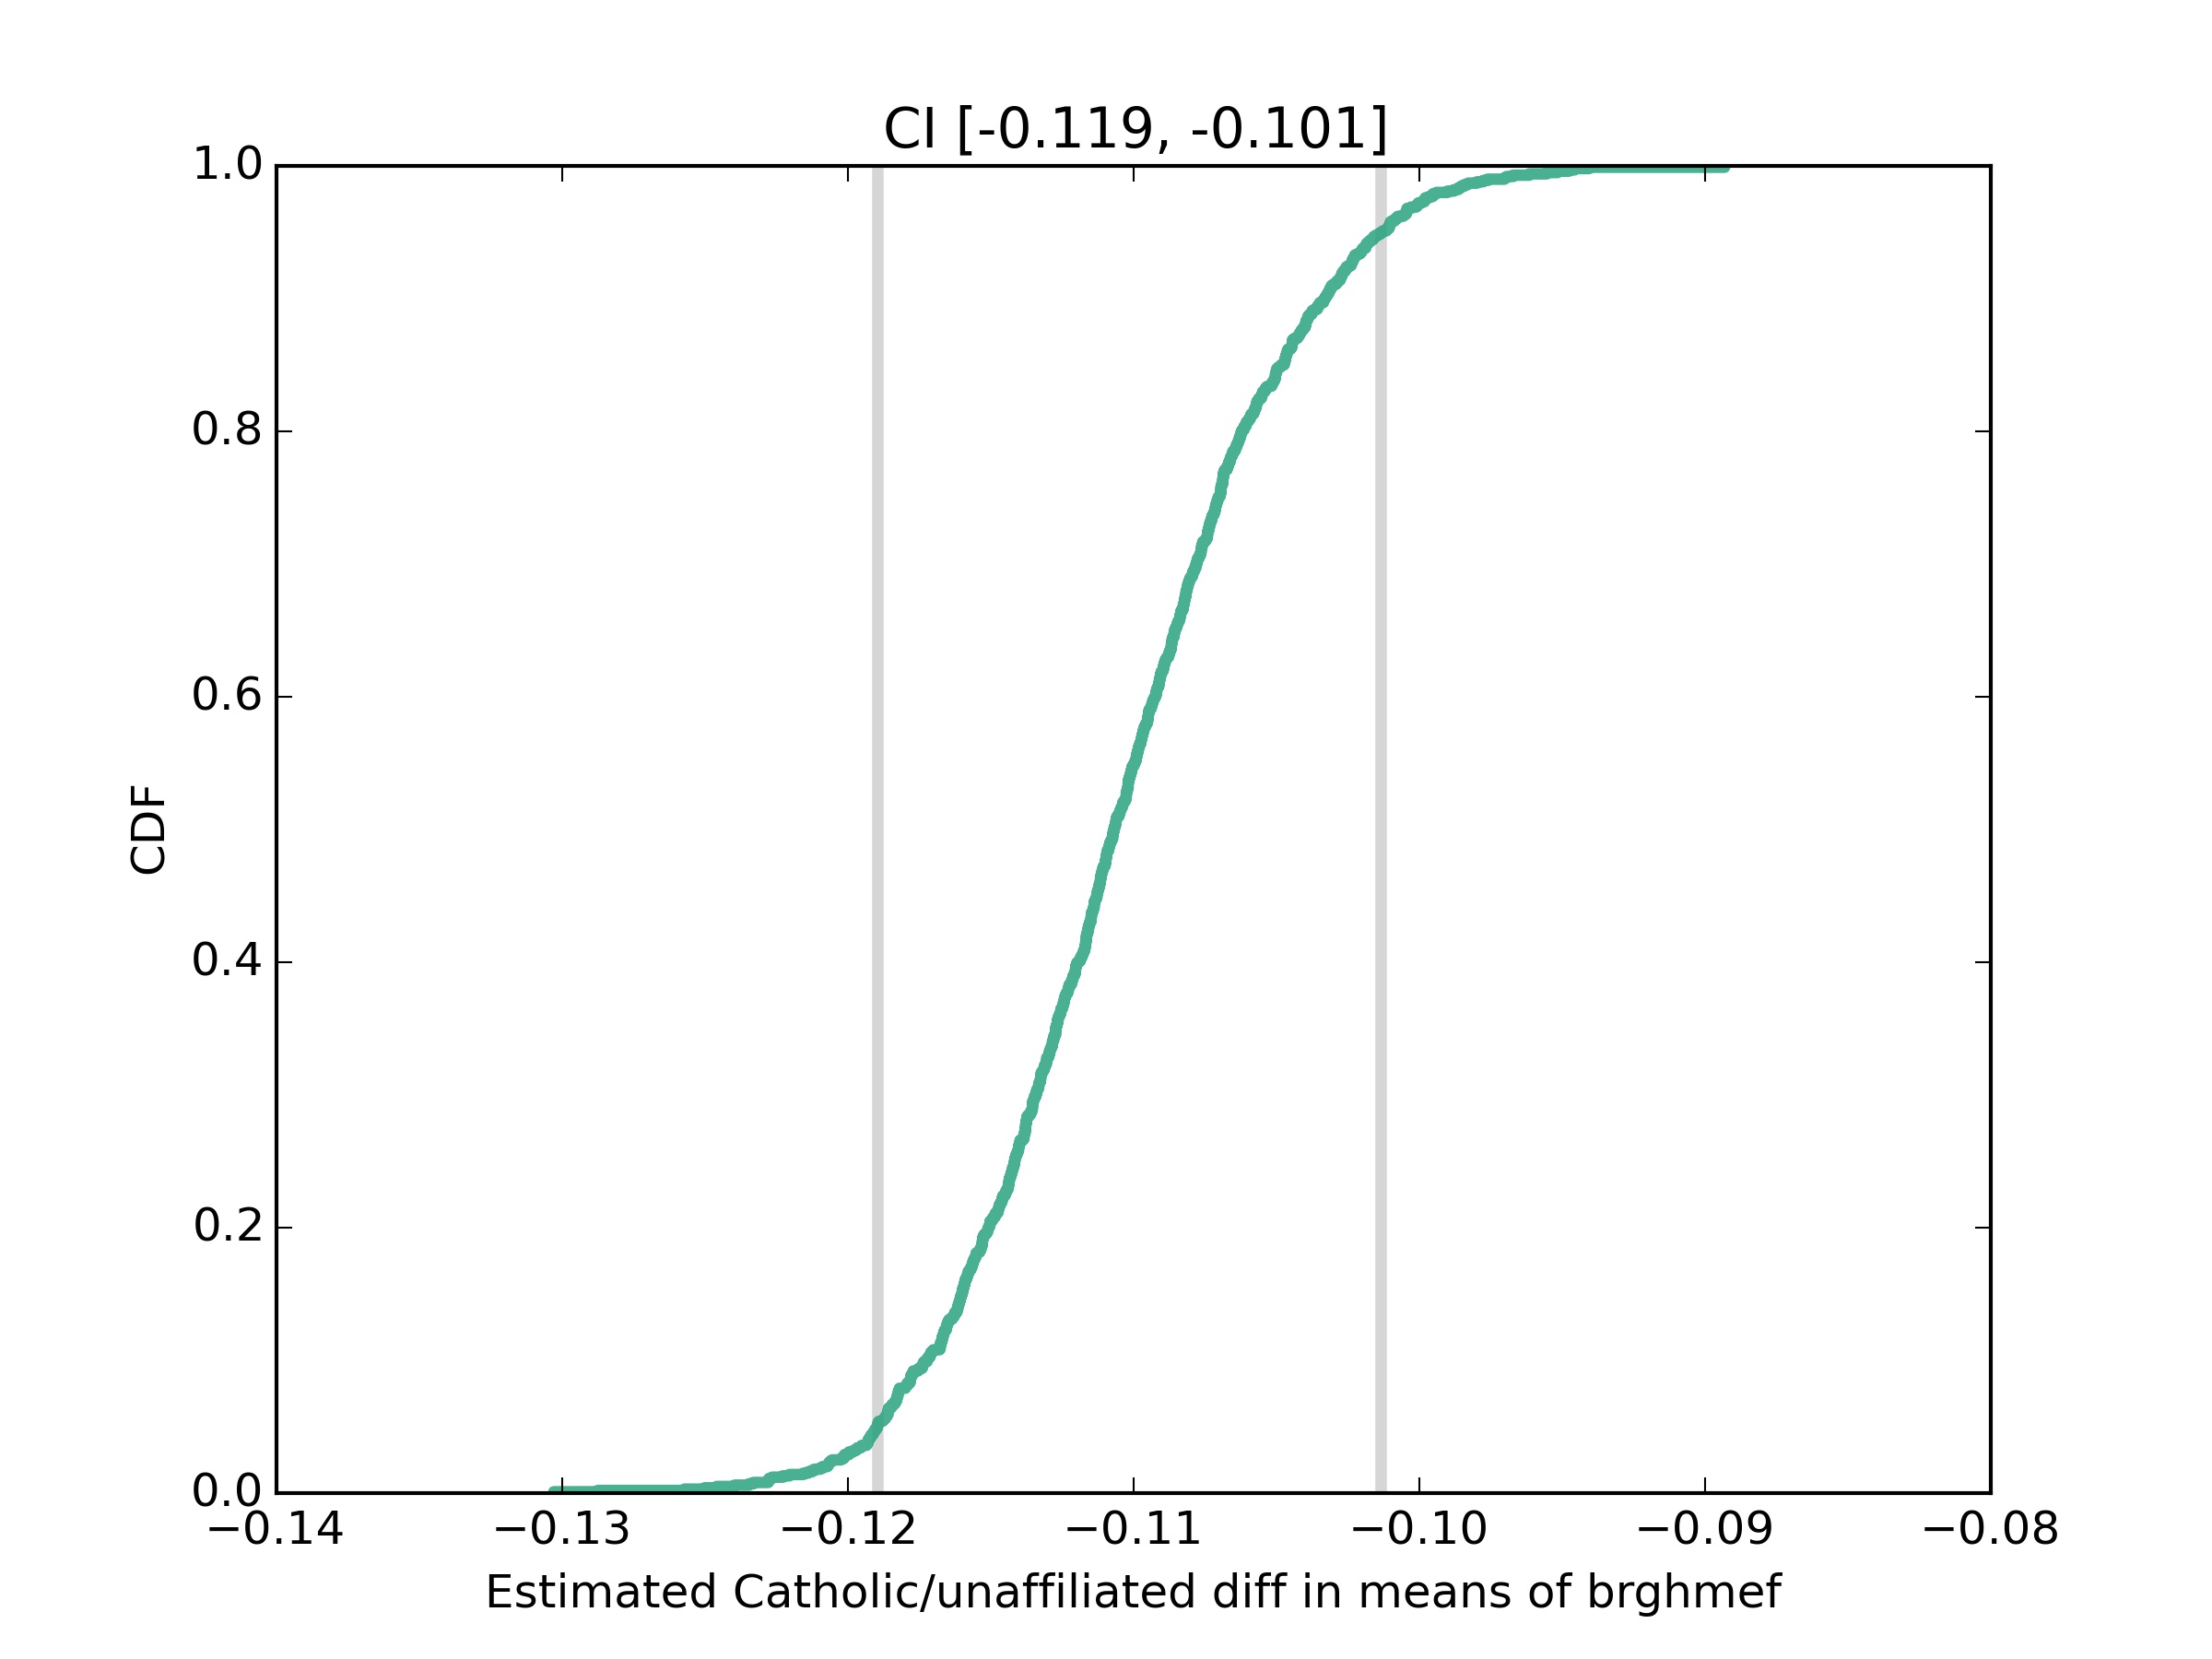 CI [-0.119, -0.101]
1.0
0.8
0.6
0.4
0.2
0.0
CDF
−0.14 −0.13 −0.12 −0.11 −0.10 −0.09 −0.08
Estimated Catholic/unaffiliated diff in means of brghmef